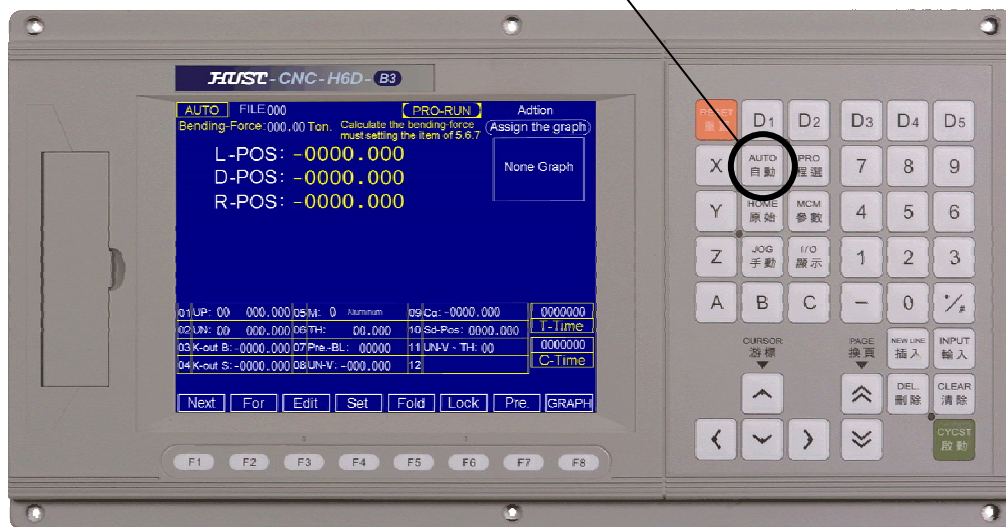 HUST-CNC-H6D-B3
AUTO FILE:000 [PRO-RUN] Adtion
Bending-Force:000.00 Ton. Calculate the bending-force (Assign the graph)
must setting the item of 5.6.7
L-POS: -0000.000
None Graph
D-POS: -0000.000
R-POS: -0000.000
01 UP: 00 000.000 05 M: 0 Aluminum 09 Ca: -0000.000 0000000
02 UN: 00 000.000 06 TH: 00.000 10 Sd-Pos: 0000.000 T-Time
03 K-out B: -0000.000 07 Pre.-BL: 00000 11 UN-V ~ TH: 00 0000000
04 K-out S: -0000.000 08 UN-V: -000.000 12 C-Time
Next For Edit Set Fold Lock Pre. GRAPH
F1 F2 F3 F4 F5 F6 F7 F8
RESET D1 D2 D3 D4 D5
重置
X AUTO PRO 7 8 9
自動 程選
Y HOME MCM 4 5 6
原始 參數
Z JOG I/O 1 2 3
手動 顯示
A B C - 0 ·/#
CURSOR PAGE NEW LINE INPUT
游標 換頁 插入 輸入
DEL. CLEAR
刪除 清除
CYCST
啟動